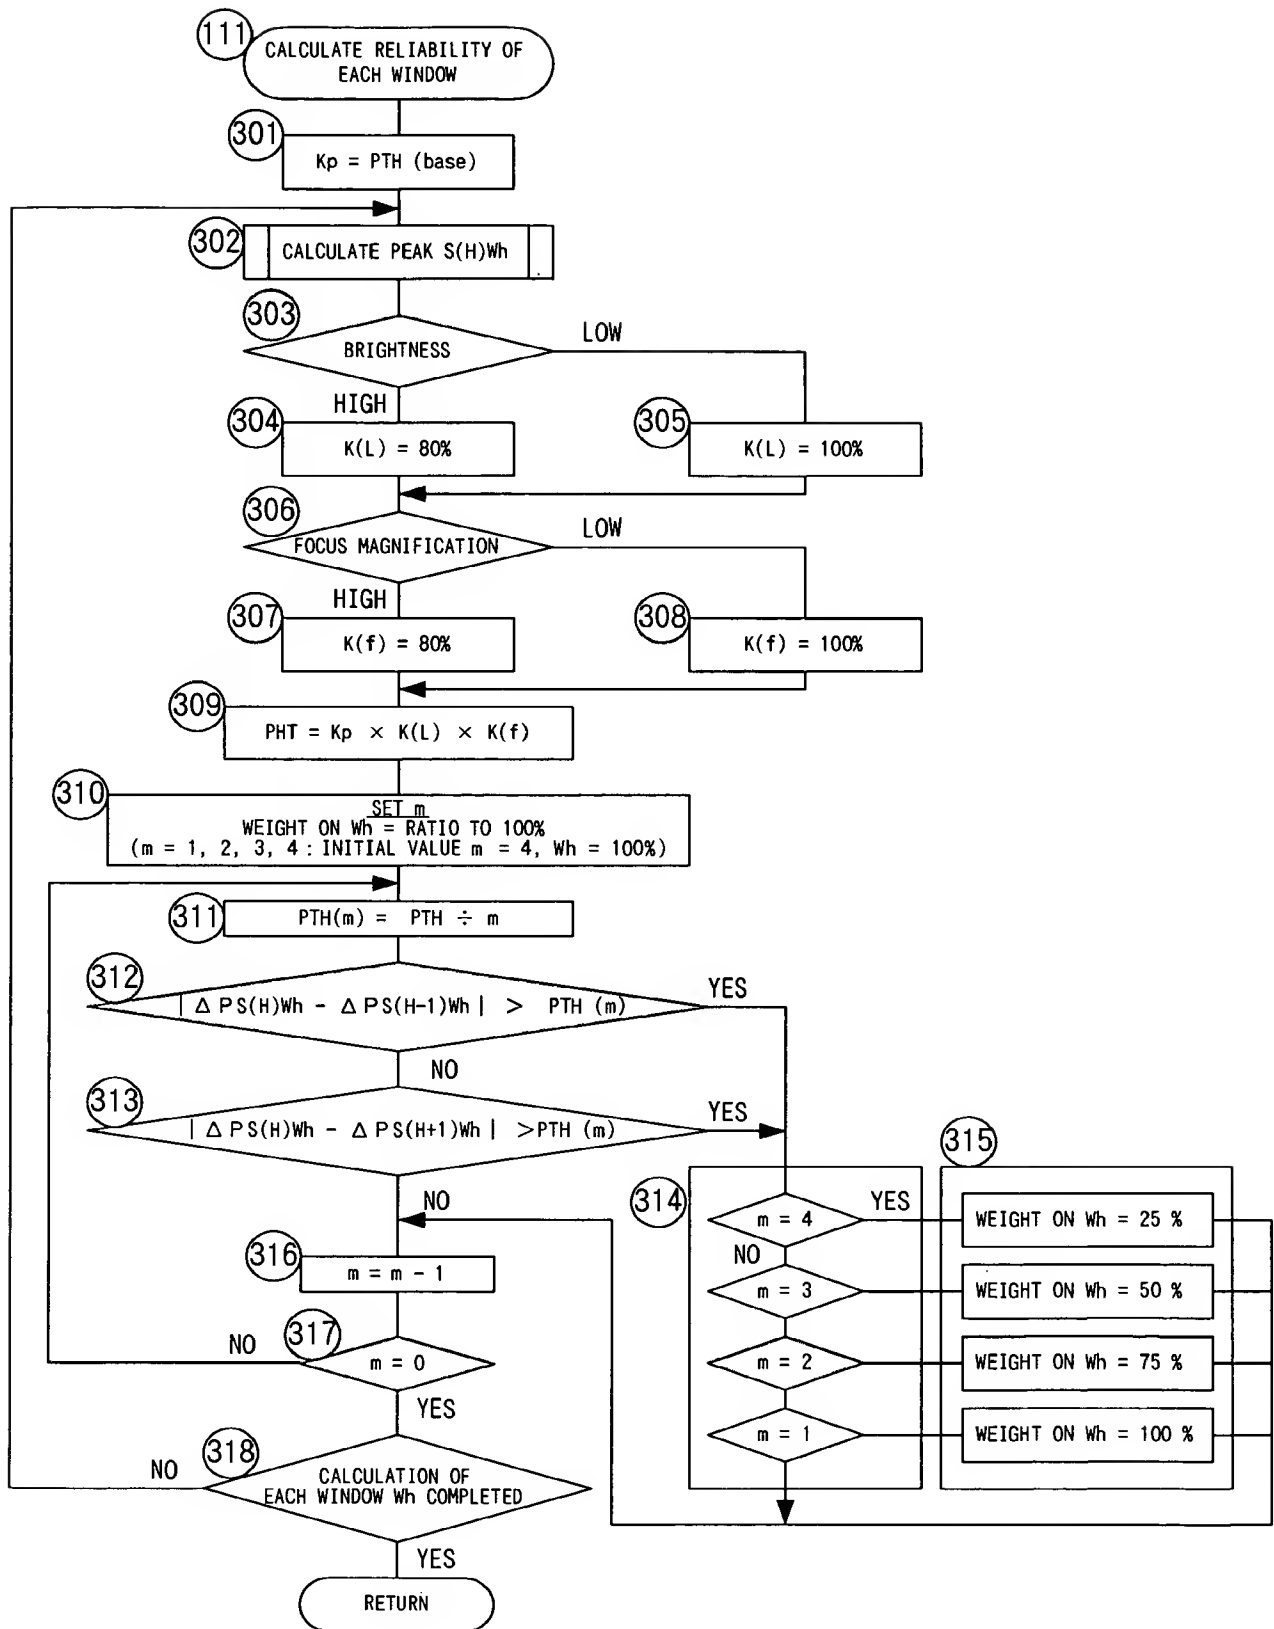 111
CALCULATE RELIABILITY OF
EACH WINDOW
301
Kp = PTH (base)
302
CALCULATE PEAK S(H)Wh
303
BRIGHTNESS
LOW
HIGH
304
K(L) = 80%
305
K(L) = 100%
306
FOCUS MAGNIFICATION
LOW
HIGH
307
K(f) = 80%
308
K(f) = 100%
309
PHT = Kp × K(L) × K(f)
310
SET m
WEIGHT ON Wh = RATIO TO 100%
(m = 1, 2, 3, 4 : INITIAL VALUE m = 4, Wh = 100%)
311
PTH(m) = PTH ÷ m
312
| Δ PS(H)Wh - Δ PS(H-1)Wh | > PTH (m)
YES
NO
313
| Δ PS(H)Wh - Δ PS(H+1)Wh | >PTH (m)
YES
NO
314
m = 4
YES
NO
m = 3
m = 2
m = 1
315
WEIGHT ON Wh = 25 %
WEIGHT ON Wh = 50 %
WEIGHT ON Wh = 75 %
WEIGHT ON Wh = 100 %
316
m = m - 1
317
m = 0
NO
YES
318
CALCULATION OF
EACH WINDOW Wh COMPLETED
NO
YES
RETURN